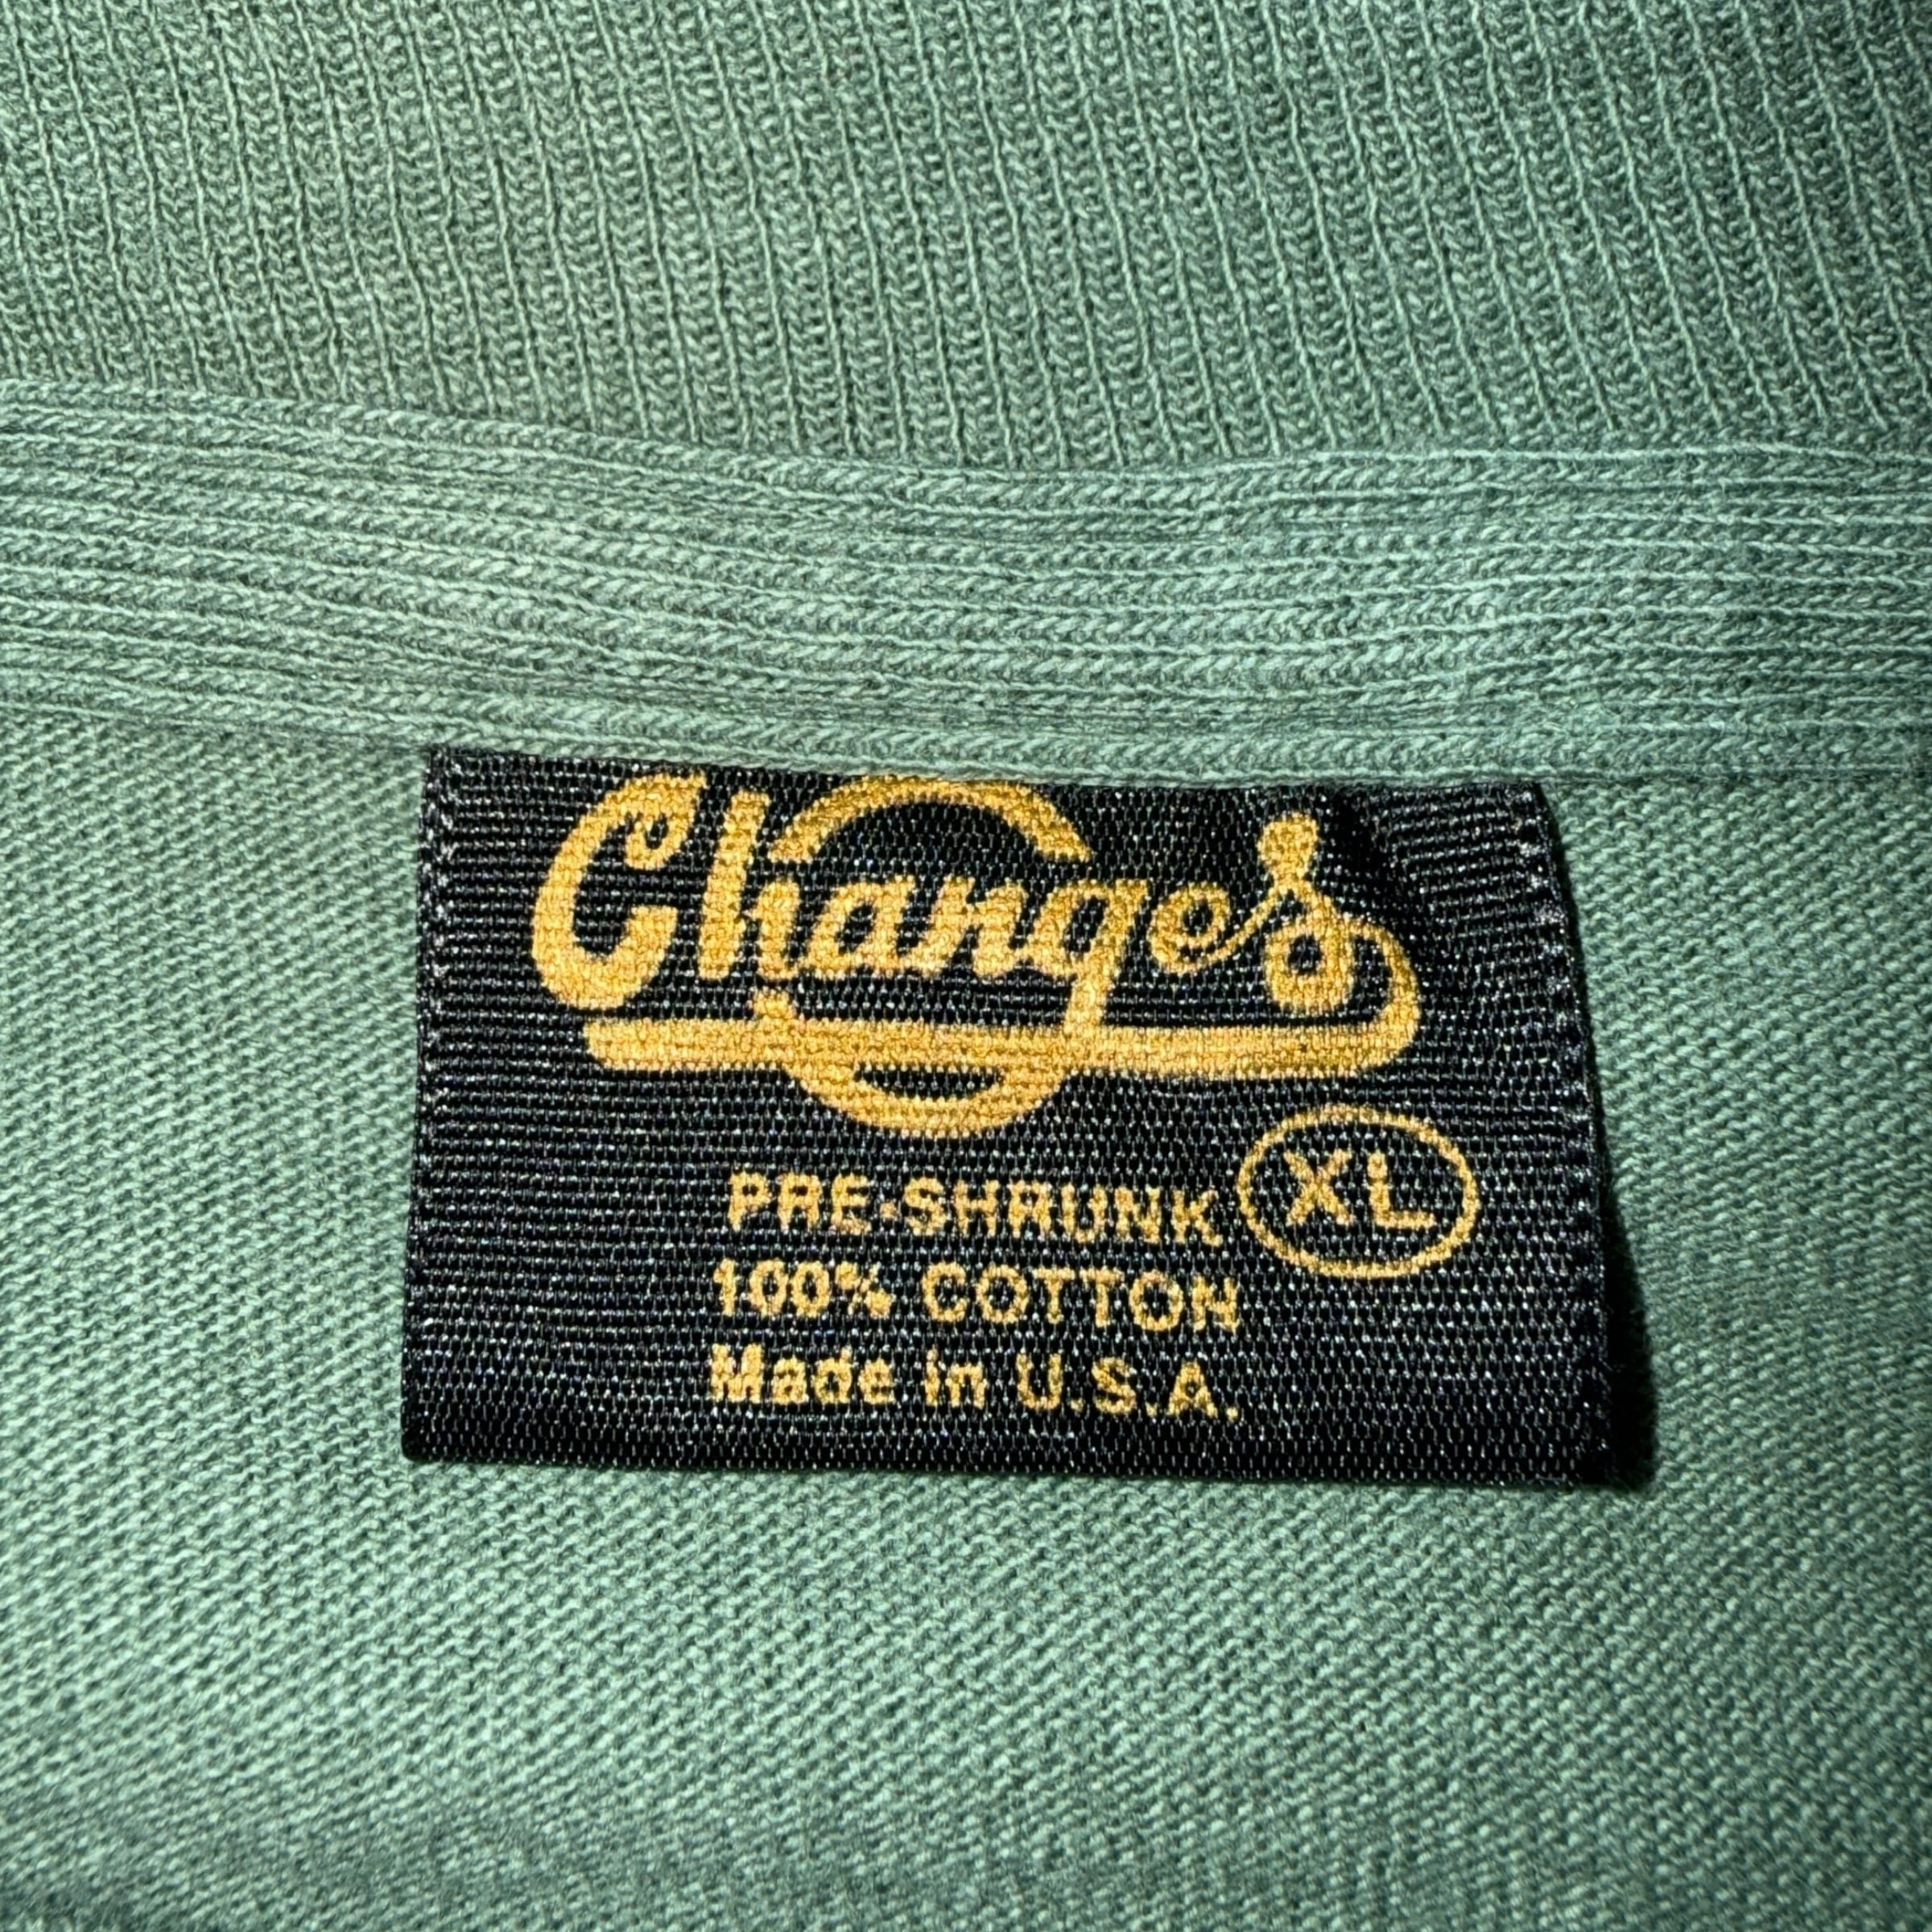 Changes
PRE-SHRUNK XL
100% COTTON
Made in U.S.A.